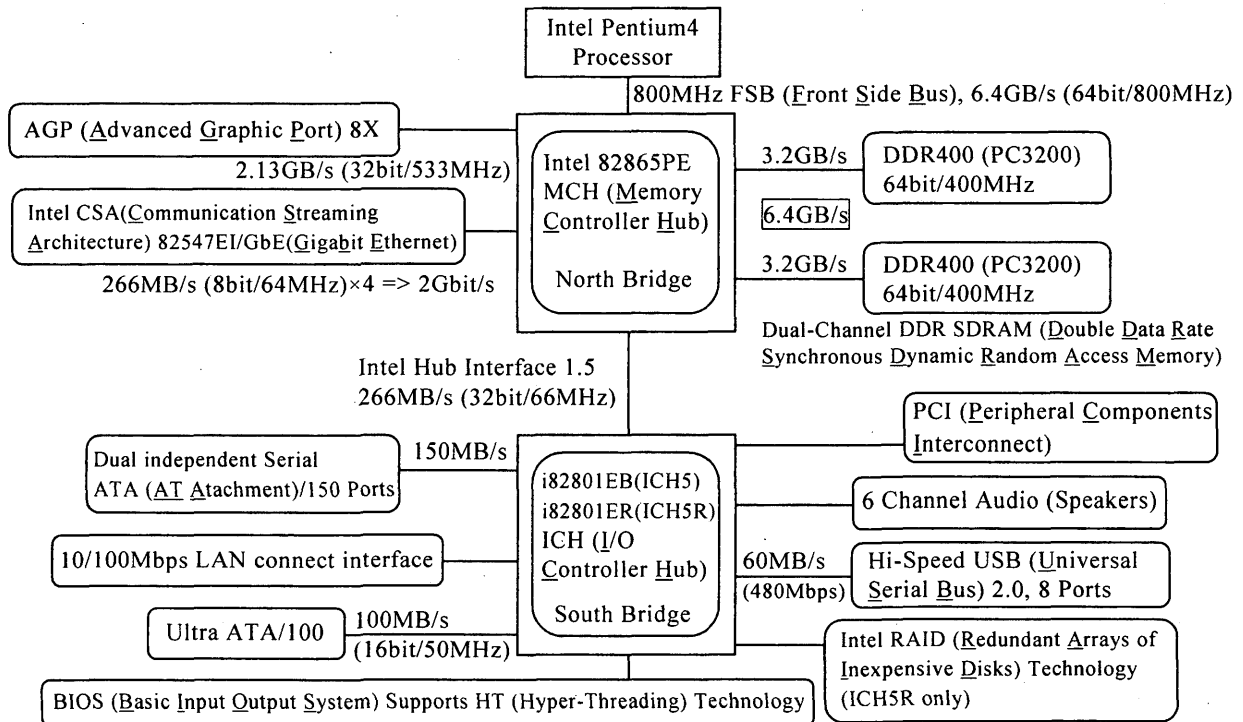 Intel Pentium4
Processor
800MHz FSB (Front Side Bus), 6.4GB/s (64bit/800MHz)
AGP (Advanced Graphic Port) 8X
2.13GB/s (32bit/533MHz)
Intel CSA(Communication Streaming
Architecture) 82547EI/GbE(Gigabit Ethernet)
266MB/s (8bit/64MHz)×4 => 2Gbit/s
Intel 82865PE
MCH (Memory
Controller Hub)
North Bridge
3.2GB/s
DDR400 (PC3200)
64bit/400MHz
6.4GB/s
3.2GB/s
DDR400 (PC3200)
64bit/400MHz
Dual-Channel DDR SDRAM (Double Data Rate
Synchronous Dynamic Random Access Memory)
Intel Hub Interface 1.5
266MB/s (32bit/66MHz)
PCI (Peripheral Components
Interconnect)
Dual independent Serial
ATA (AT Atachment)/150 Ports
150MB/s
i82801EB(ICH5)
i82801ER(ICH5R)
ICH (I/O
Controller Hub)
South Bridge
6 Channel Audio (Speakers)
10/100Mbps LAN connect interface
60MB/s
(480Mbps)
Hi-Speed USB (Universal
Serial Bus) 2.0, 8 Ports
Ultra ATA/100
100MB/s
(16bit/50MHz)
Intel RAID (Redundant Arrays of
Inexpensive Disks) Technology
(ICH5R only)
BIOS (Basic Input Output System) Supports HT (Hyper-Threading) Technology